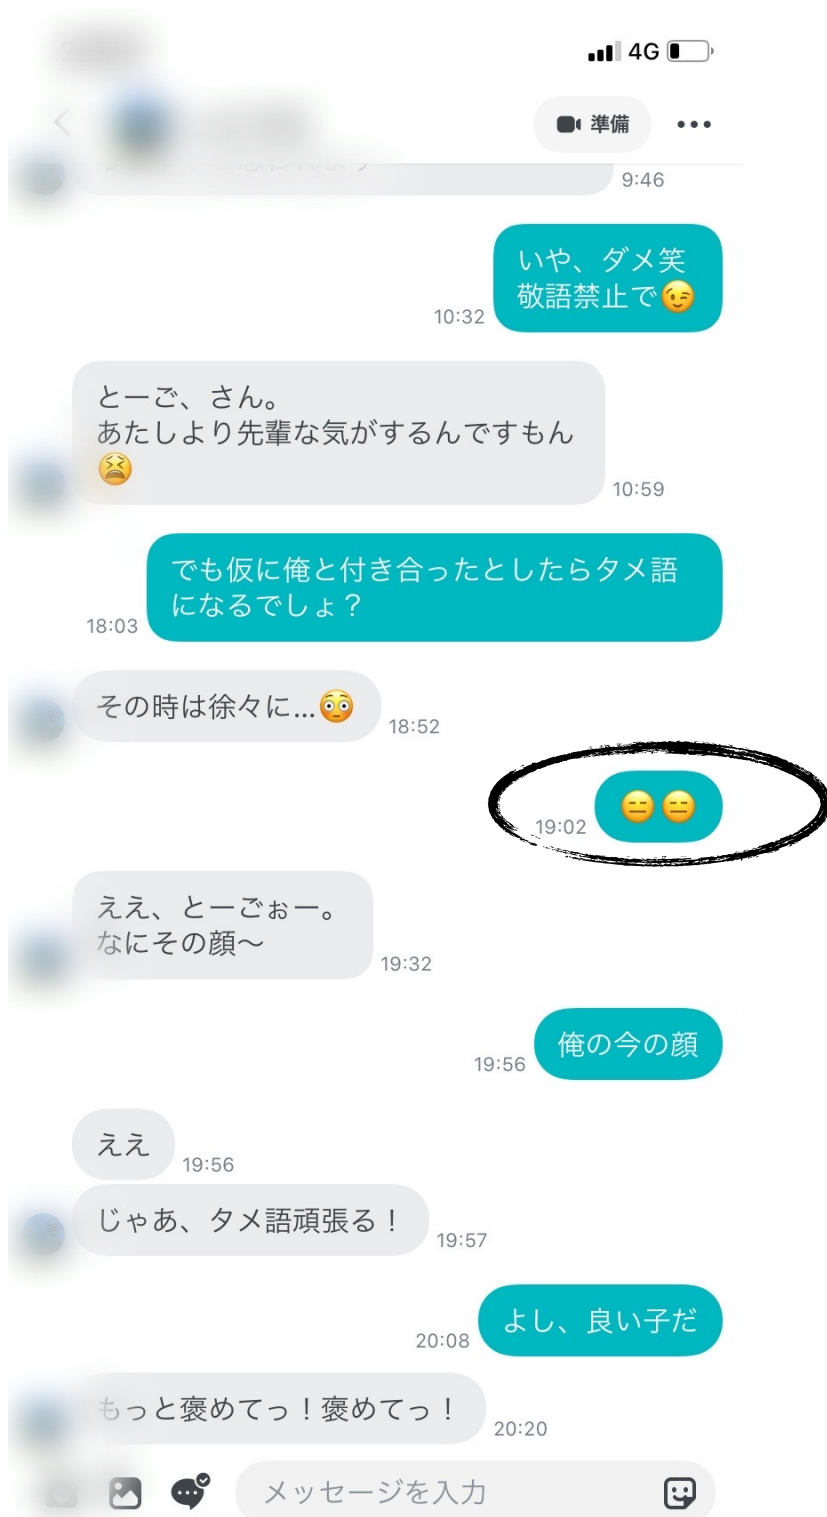 4G
準備
9:46
いや、ダメ笑
敬語禁止で😉
10:32
とーご、さん。
あたしより先輩な気がするんですもん
😫
10:59
でも仮に俺と付き合ったとしたらタメ語
になるでしょ？
18:03
その時は徐々に...😳
18:52
😑😑
19:02
ええ、とーごぉー。
なにその顔〜
19:32
俺の今の顔
19:56
ええ
19:56
じゃあ、タメ語頑張る！
19:57
よし、良い子だ
20:08
もっと褒めてっ！褒めてっ！
20:20
メッセージを入力